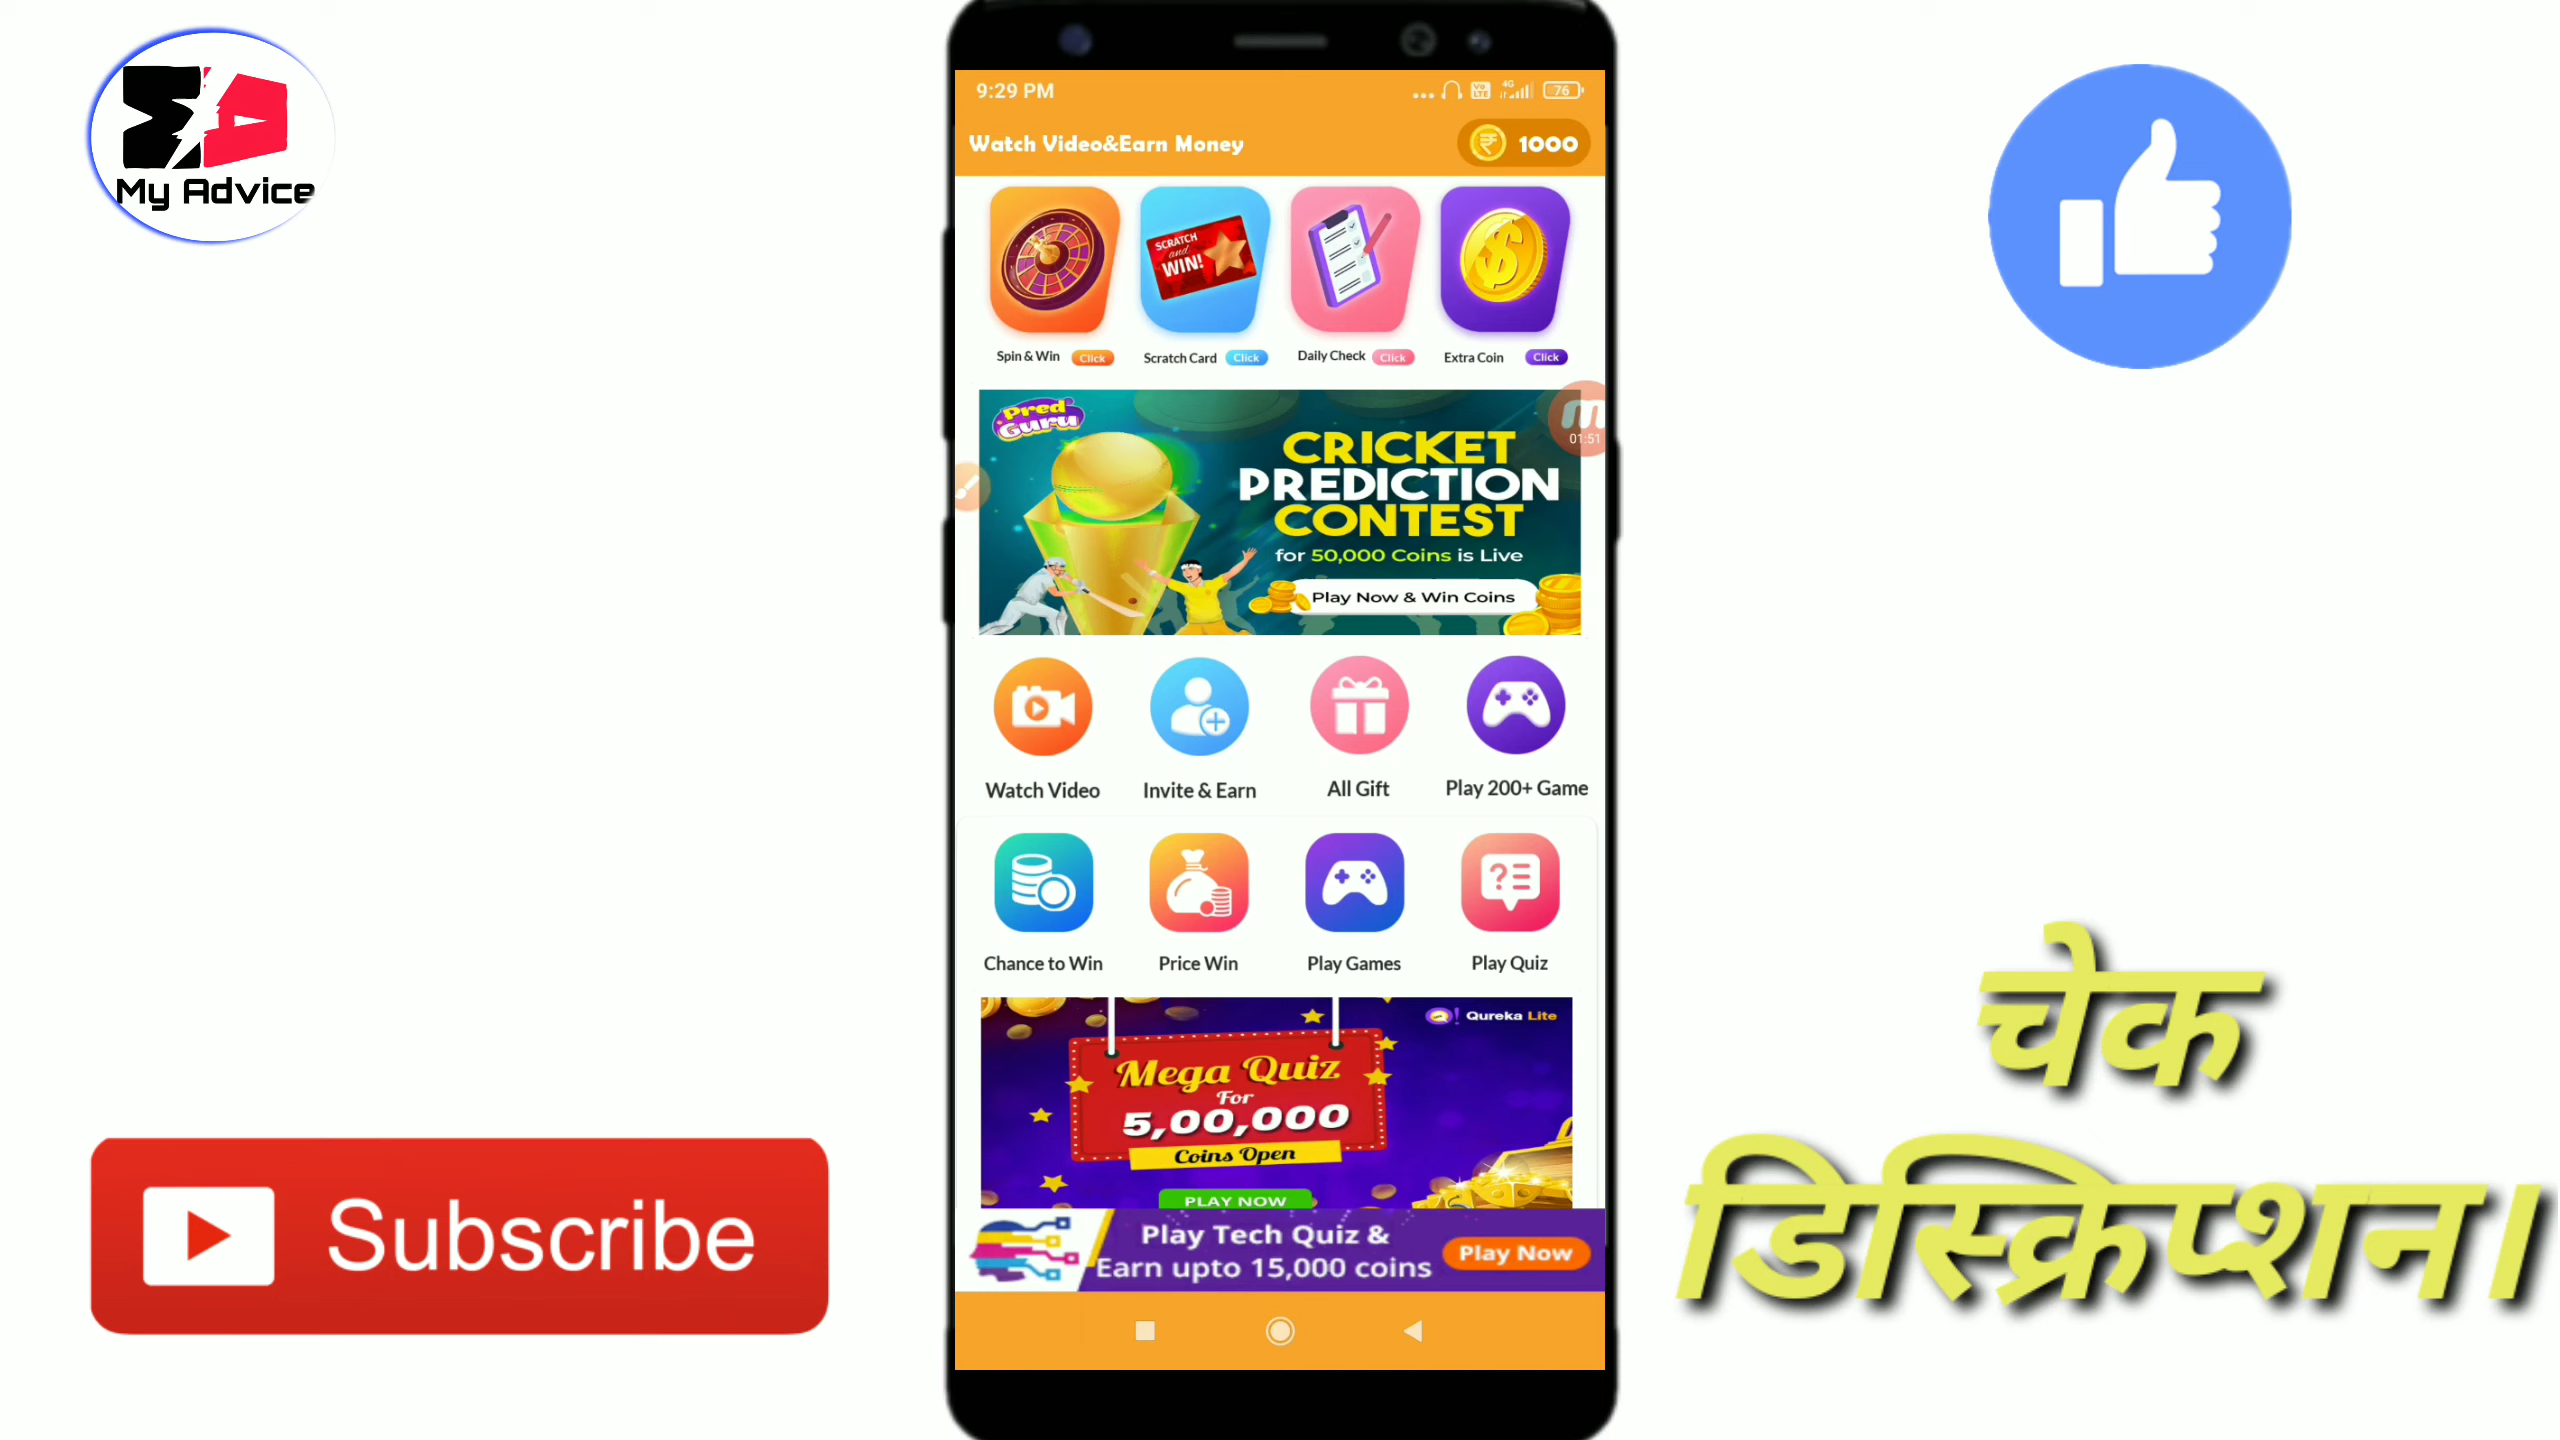 My Advice
9:29 PM
4G
76
Watch Video&Earn Money
1000
SCRATCH
and
WIN!
Spin & Win Click
Scratch Card Click
Daily Check Click
Extra Coin Click
Pred
Guru
CRICKET
PREDICTION
CONTEST
for 50,000 Coins is Live
Play Now & Win Coins
01:51
Watch Video
Invite & Earn
All Gift
Play 200+ Game
Chance to Win
Price Win
Play Games
Play Quiz
Qureka Lite
Mega Quiz
For
5,00,000
Coins Open
PLAY NOW
Play Tech Quiz &
Earn upto 15,000 coins
Play Now
Subscribe
चेक
डिस्क्रिप्शन।